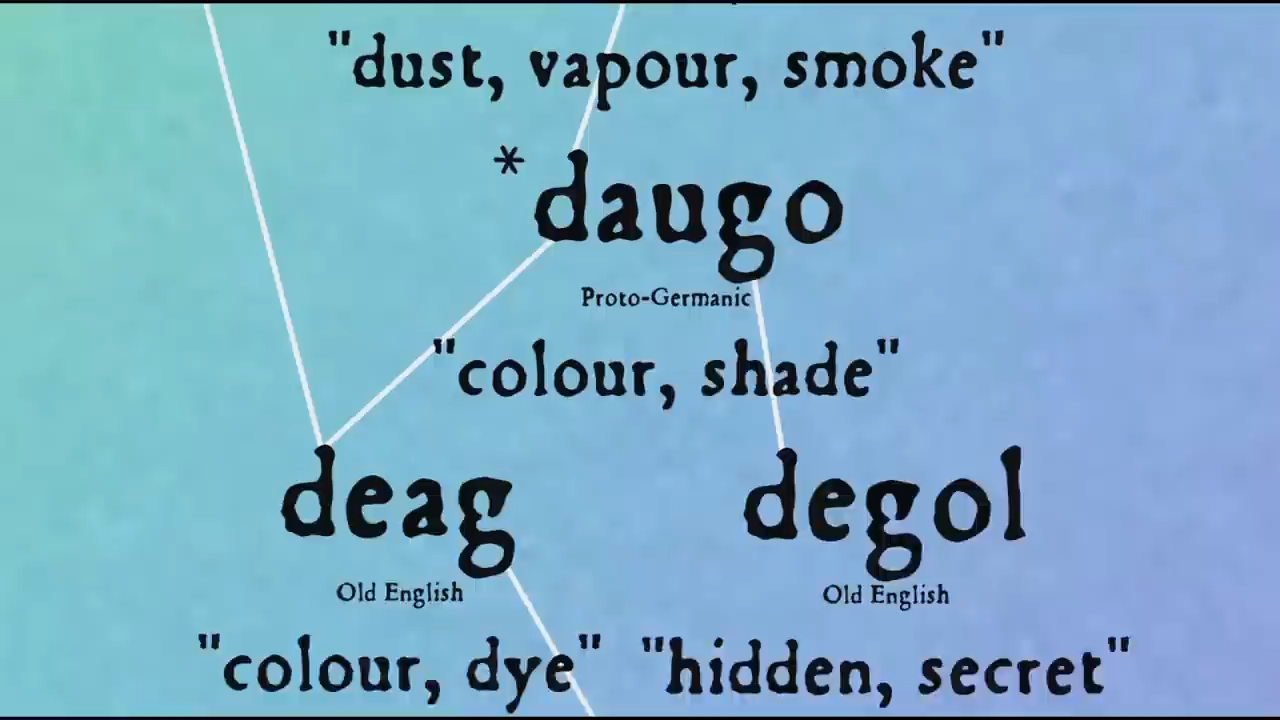 "dust, vapour, smoke"
*daugo
Proto-Germanic
"colour, shade"
deag degol
Old English Old English
"colour, dye" "hidden, secret"